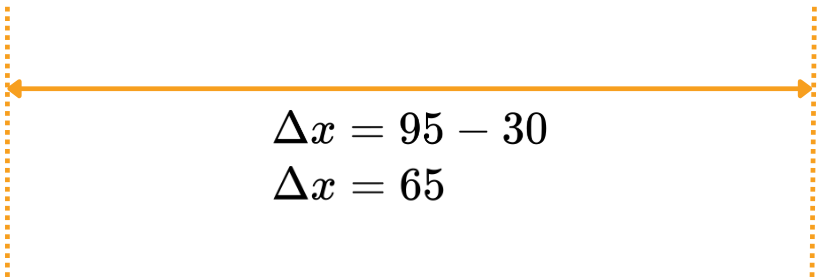 Δx = 95 − 30
Δx = 65